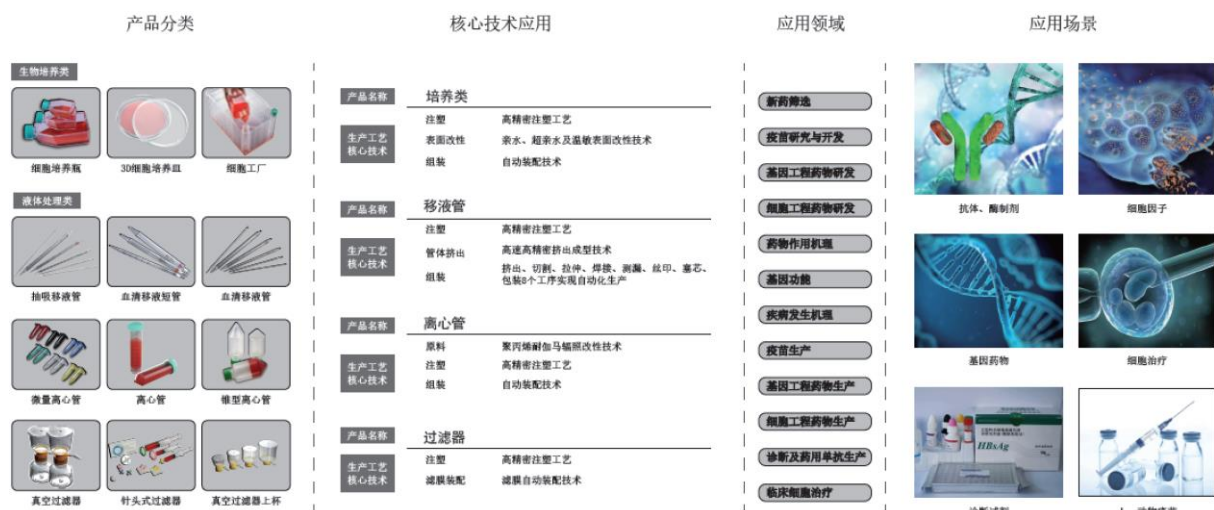 产品分类
核心技术应用
应用领域
应用场景
生物培养类
细胞培养瓶
3D细胞培养皿
细胞工厂
液体处理类
抽吸移液管
血清移液短管
血清移液管
微量离心管
离心管
锥型离心管
真空过滤器
针头式过滤器
真空过滤器上杯
产品名称 培养类
生产工艺
核心技术
注塑 高精密注塑工艺
表面改性 亲水、超亲水及温敏表面改性技术
组装 自动装配技术
产品名称 移液管
生产工艺
核心技术
注塑 高精密注塑工艺
管体挤出 高速高精密挤出成型技术
组装 挤出、切割、拉伸、焊接、测漏、丝印、塞芯、
包装8个工序实现自动化生产
产品名称 离心管
生产工艺
核心技术
原料 聚丙烯耐伽马辐照改性技术
注塑 高精密注塑工艺
组装 自动装配技术
产品名称 过滤器
生产工艺
核心技术
注塑 高精密注塑工艺
滤膜装配 滤膜自动装配技术
新药筛选
疫苗研究与开发
基因工程药物研发
细胞工程药物研发
药物作用机理
基因功能
疾病发生机理
疫苗生产
基因工程药物生产
细胞工程药物生产
诊断及药用单抗生产
临床细胞治疗
抗体、酶制剂
细胞因子
基因药物
细胞治疗
HBsAg